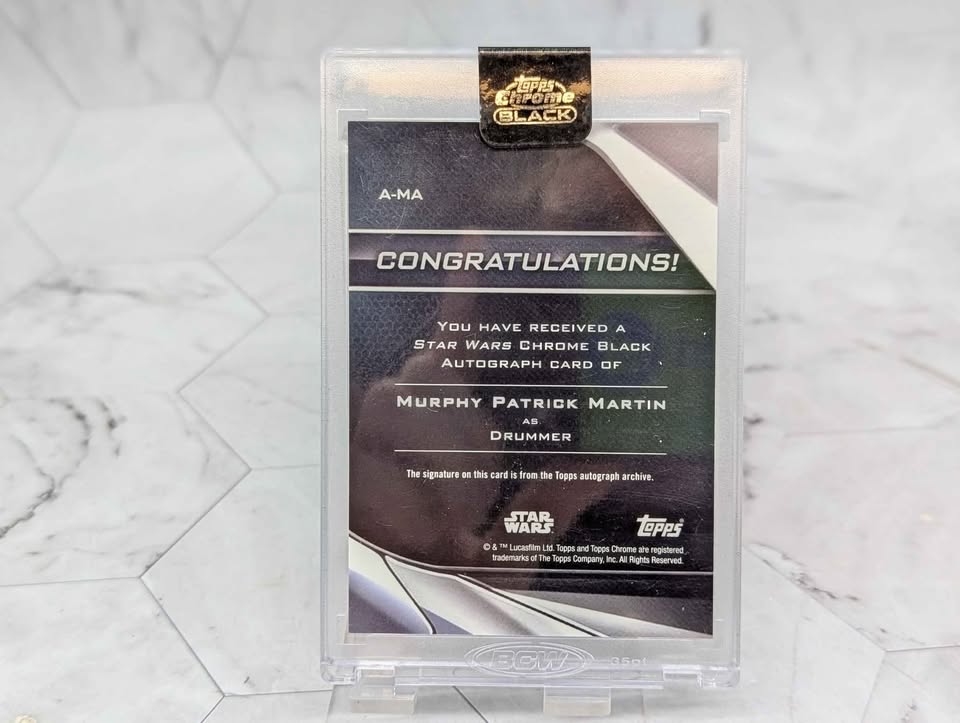 topps
Chrome
BLACK
A-MA
CONGRATULATIONS!
YOU HAVE RECEIVED A
STAR WARS CHROME BLACK
AUTOGRAPH CARD OF
MURPHY PATRICK MARTIN
AS
DRUMMER
The signature on this card is from the Topps autograph archive.
STAR
WARS
topps®
© & ™ Lucasfilm Ltd. Topps and Topps Chrome are registered
trademarks of The Topps Company, Inc. All Rights Reserved.
BCW 35pt